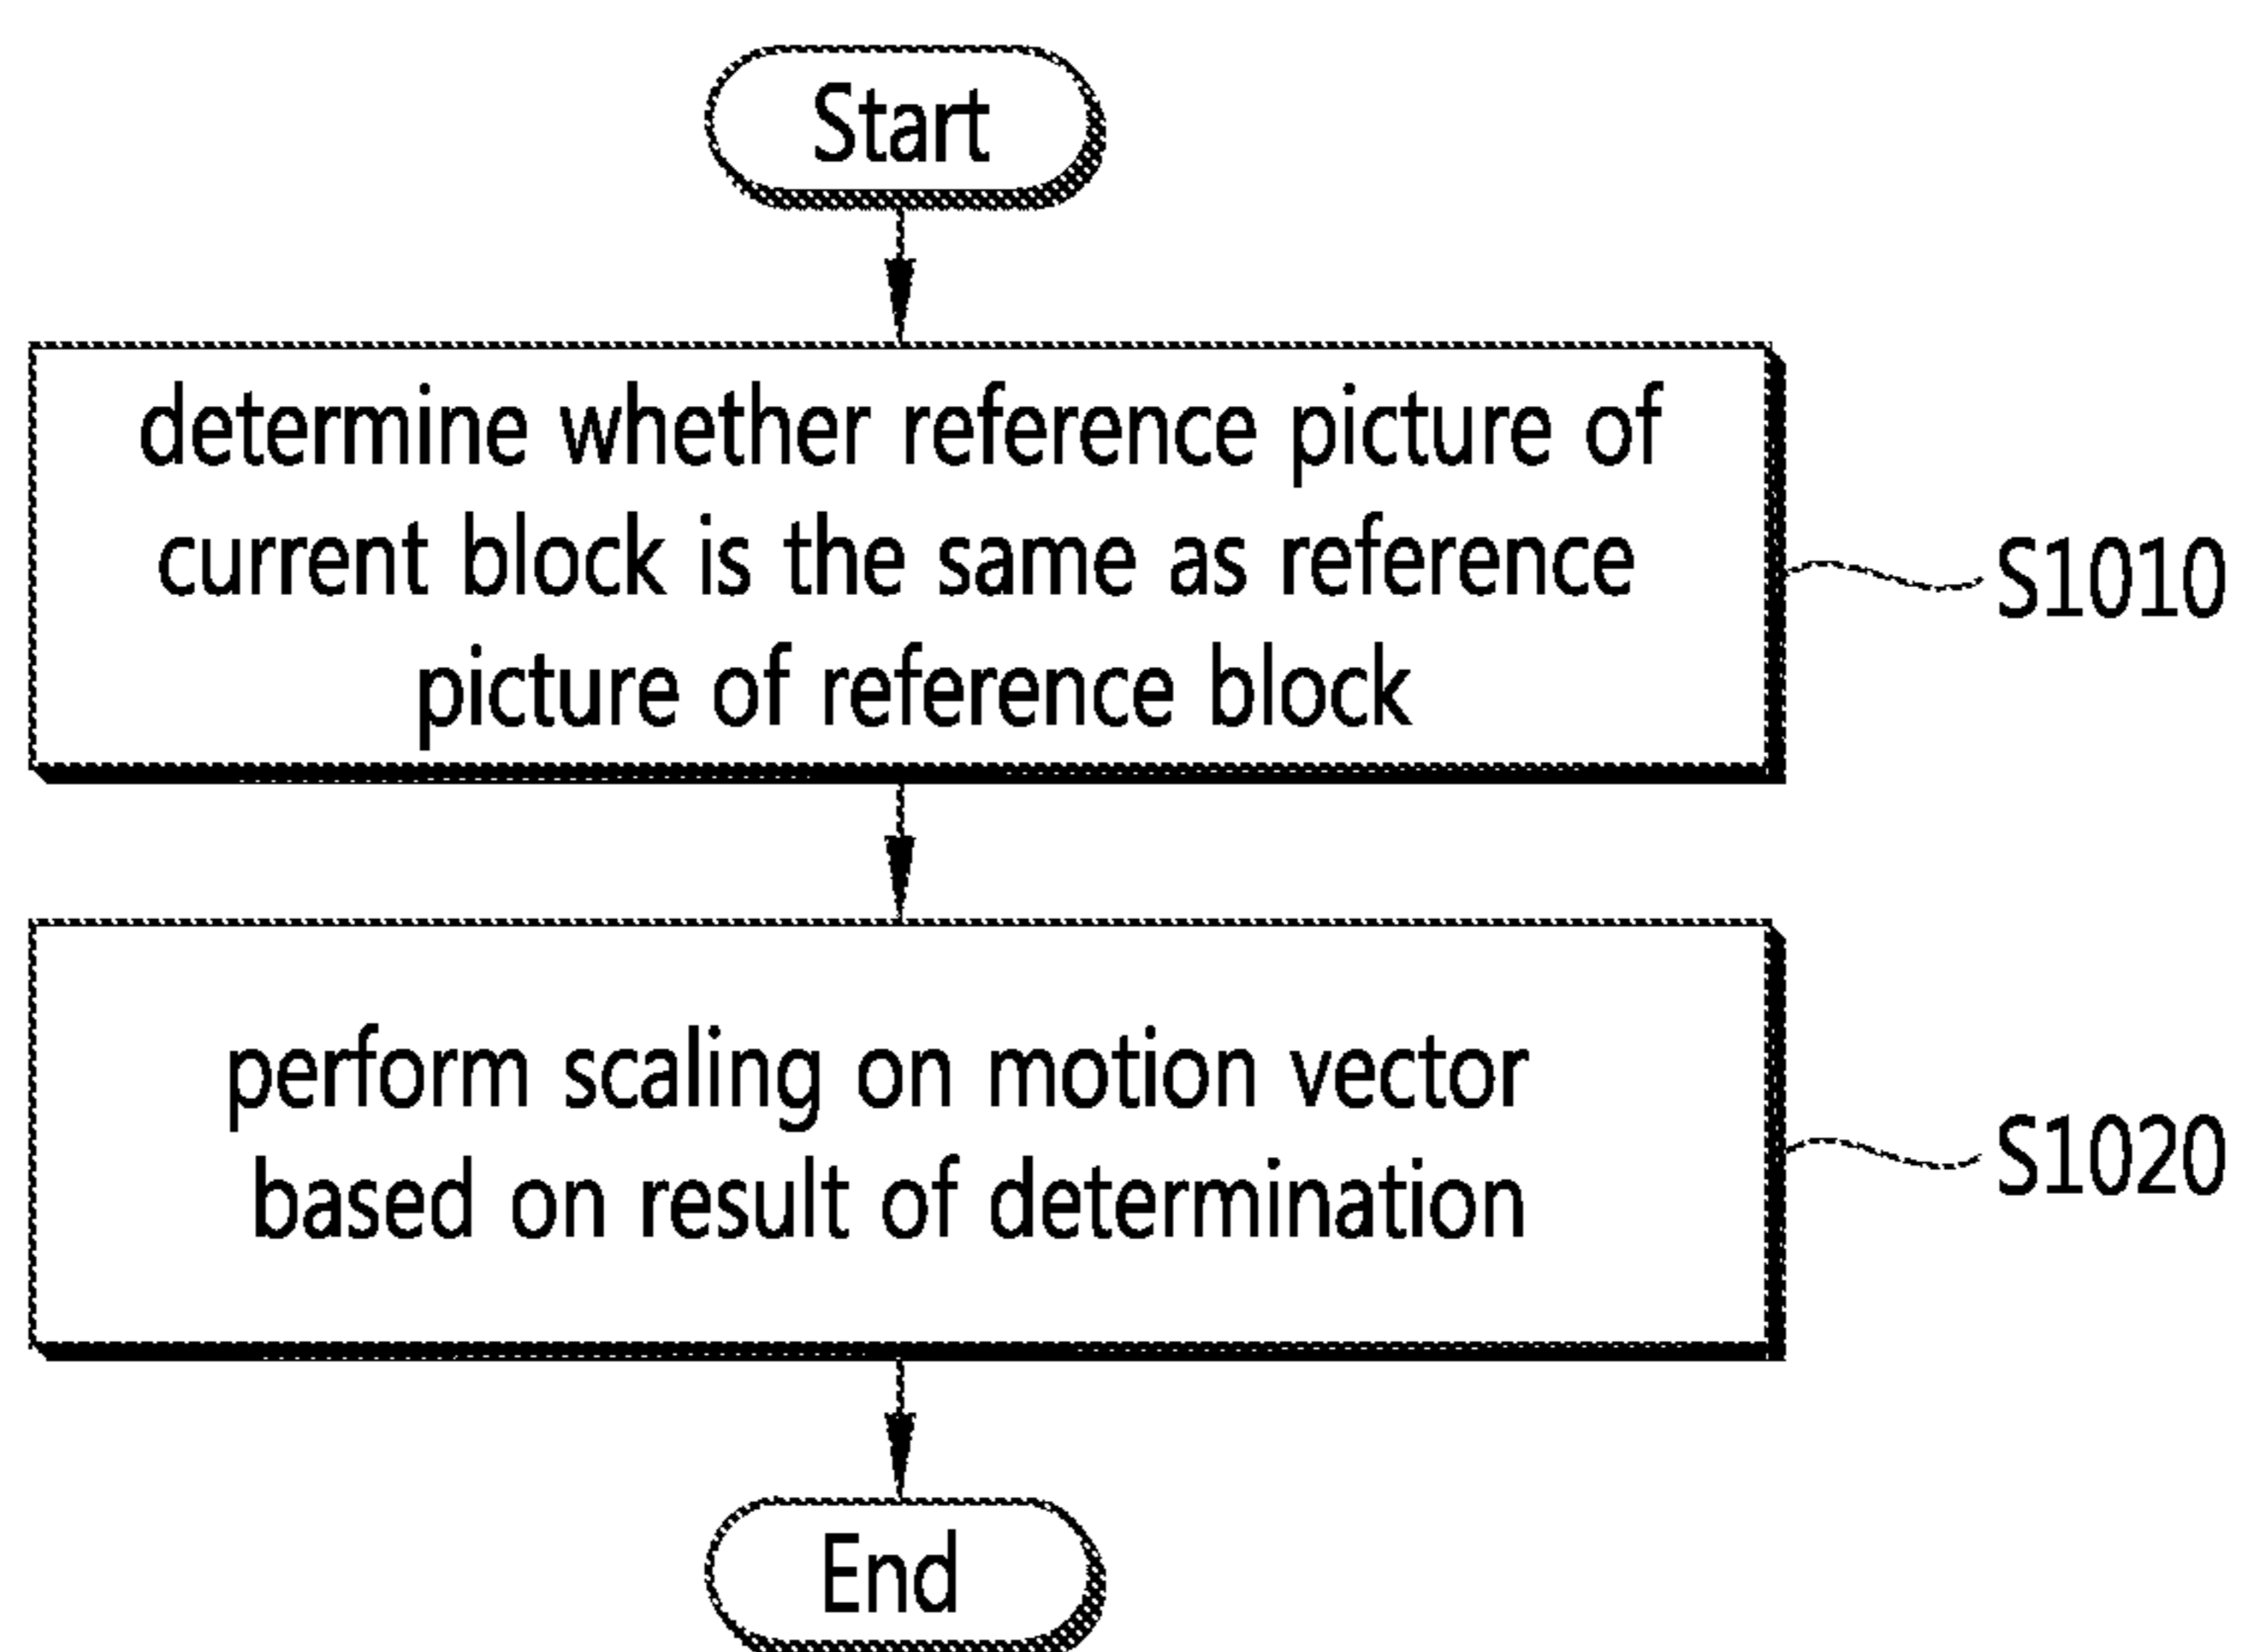 Start
determine whether reference picture of
current block is the same as reference
picture of reference block
S1010
perform scaling on motion vector
based on result of determination
S1020
End